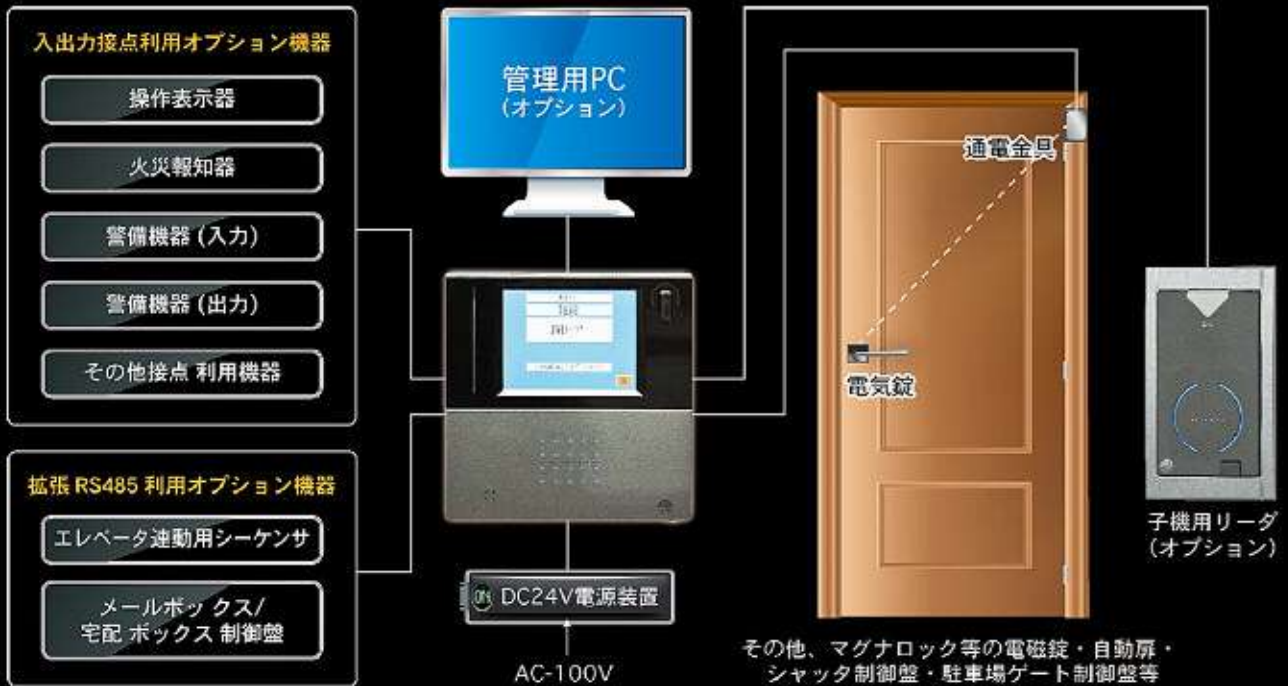 入出力接点利用オプション機器
操作表示器
火災報知器
警備機器 (入力)
警備機器 (出力)
その他接点 利用機器
拡張 RS485 利用オプション機器
エレベータ連動用シーケンサ
メールボックス/
宅配 ボックス 制御盤
管理用PC
(オプション)
ON
DC24V電源装置
AC-100V
通電金具
電気錠
その他、マグナロック等の電磁錠・自動扉・
シャッタ制御盤・駐車場ゲート制御盤等
子機用リーダ
(オプション)